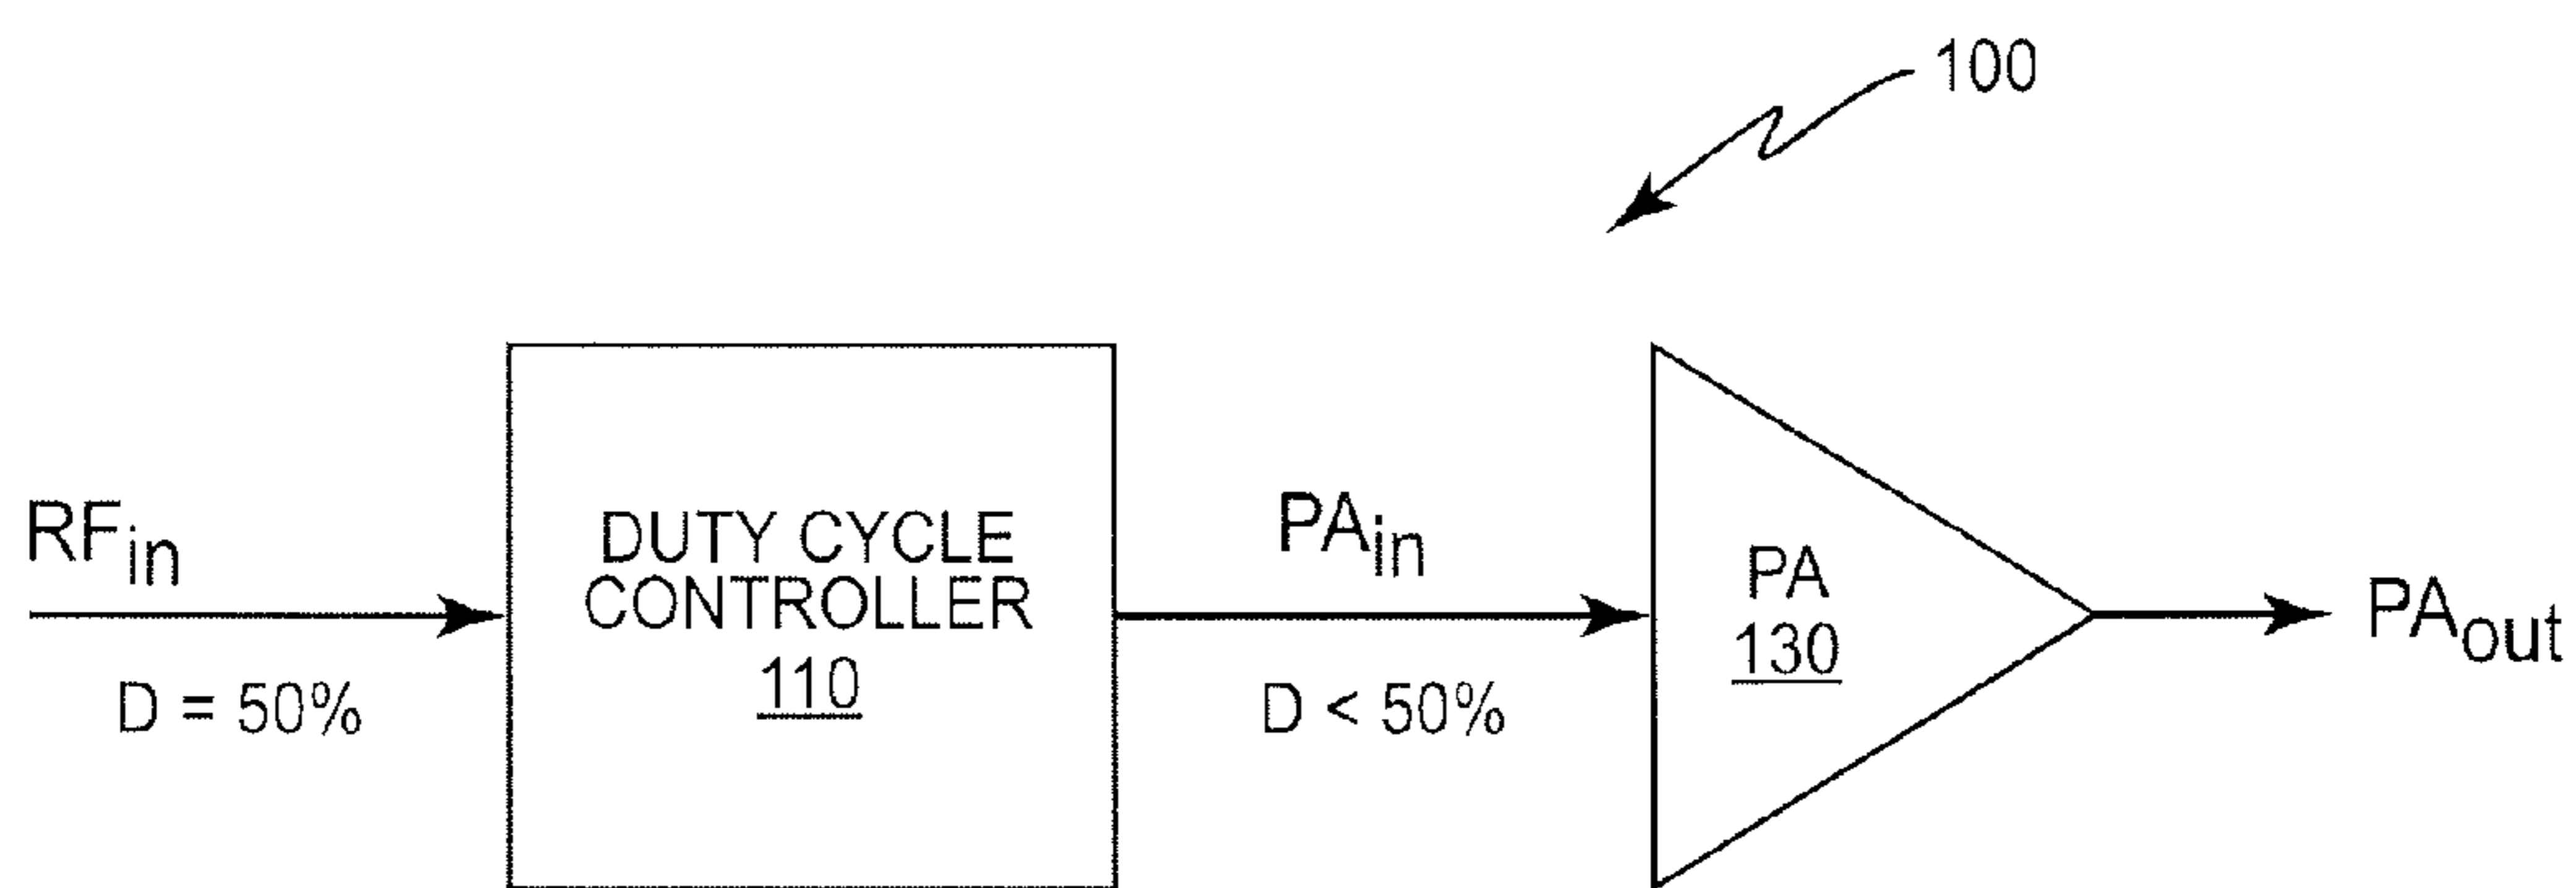 100
RFin
D = 50%
DUTY CYCLE
CONTROLLER
110
PAin
D < 50%
PA
130
PAout